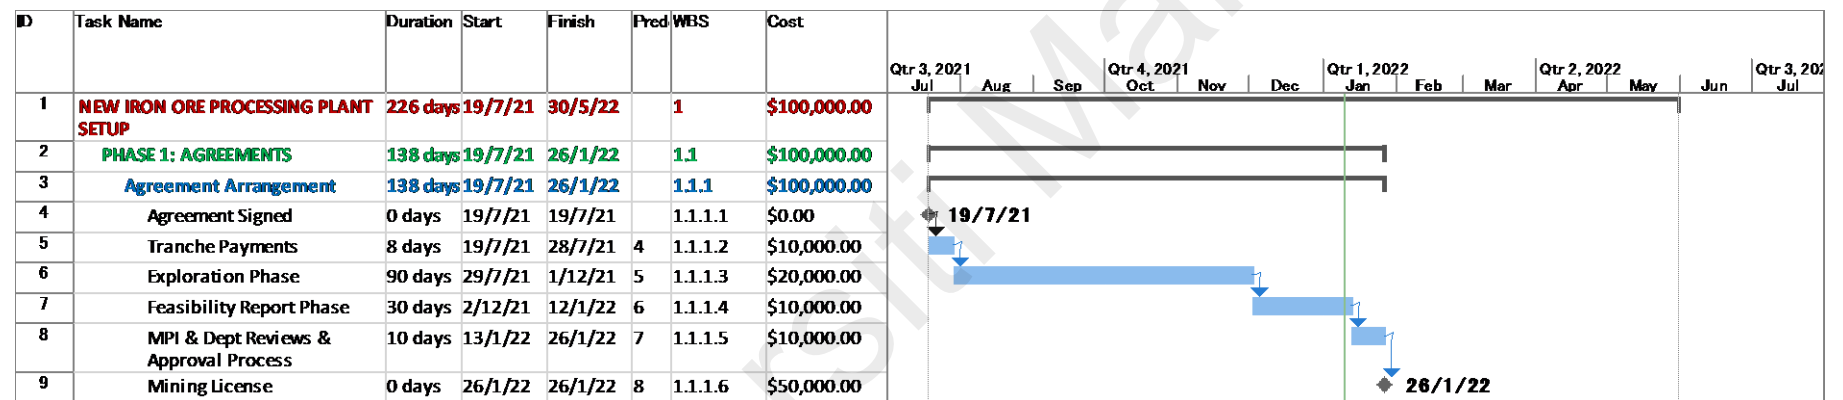 ID Task Name Duration Start Finish Pred WBS Cost
Qtr 3, 2021 Qtr 4, 2021 Qtr 1, 2022 Qtr 2, 2022 Qtr 3, 202
Jul Aug Sep Oct Nov Dec Jan Feb Mar Apr May Jun Jul
1 NEW IRON ORE PROCESSING PLANT 226 days 19/7/21 30/5/22 1 $100,000.00
SETUP
2 PHASE 1: AGREEMENTS 138 days 19/7/21 26/1/22 1.1 $100,000.00
3 Agreement Arrangement 138 days 19/7/21 26/1/22 1.1.1 $100,000.00
4 Agreement Signed 0 days 19/7/21 19/7/21 1.1.1.1 $0.00 19/7/21
5 Tranche Payments 8 days 19/7/21 28/7/21 4 1.1.1.2 $10,000.00
6 Exploration Phase 90 days 29/7/21 1/12/21 5 1.1.1.3 $20,000.00
7 Feasibility Report Phase 30 days 2/12/21 12/1/22 6 1.1.1.4 $10,000.00
8 MPI & Dept Reviews & 10 days 13/1/22 26/1/22 7 1.1.1.5 $10,000.00
Approval Process
9 Mining License 0 days 26/1/22 26/1/22 8 1.1.1.6 $50,000.00 26/1/22
rsiti Ma